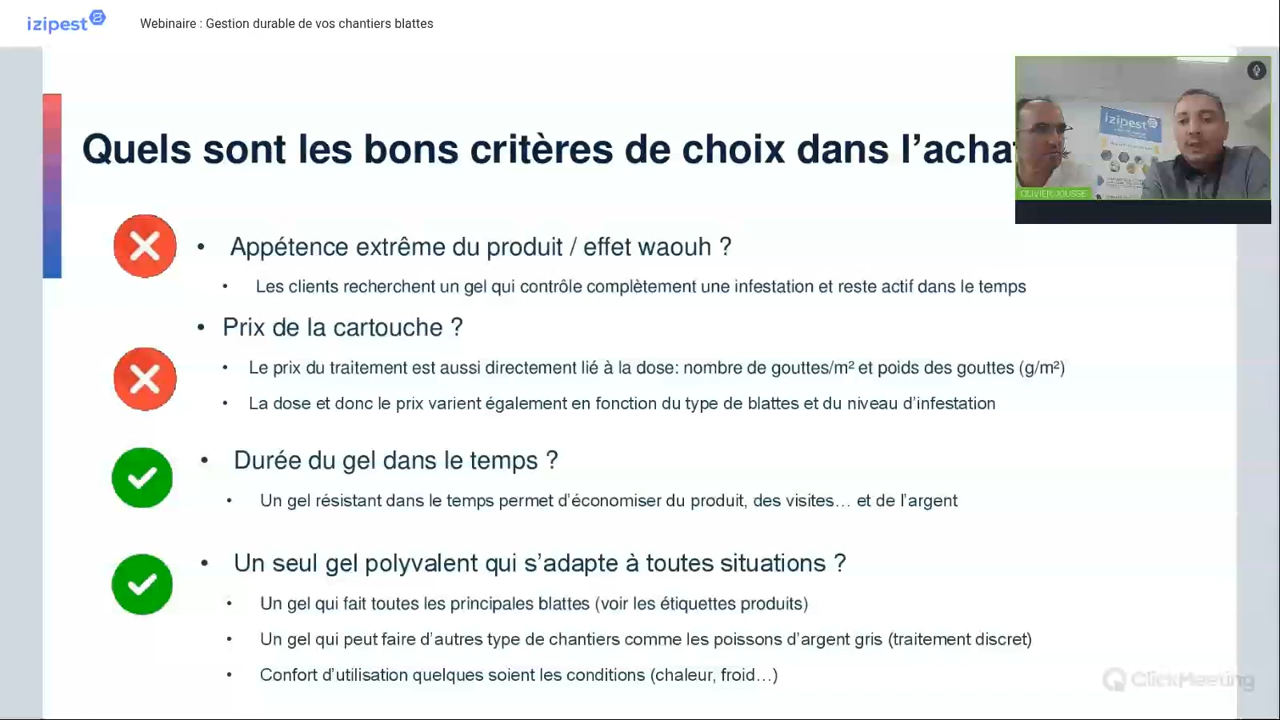 izipest
Webinaire : Gestion durable de vos chantiers blattes
Quels sont les bons critères de choix dans l’acha
izipest
OLIVIER JOUSSE
• Appétence extrême du produit / effet waouh ?
• Les clients recherchent un gel qui contrôle complètement une infestation et reste actif dans le temps
• Prix de la cartouche ?
• Le prix du traitement est aussi directement lié à la dose: nombre de gouttes/m² et poids des gouttes (g/m²)
• La dose et donc le prix varient également en fonction du type de blattes et du niveau d’infestation
• Durée du gel dans le temps ?
• Un gel résistant dans le temps permet d’économiser du produit, des visites… et de l’argent
• Un seul gel polyvalent qui s’adapte à toutes situations ?
• Un gel qui fait toutes les principales blattes (voir les étiquettes produits)
• Un gel qui peut faire d’autres type de chantiers comme les poissons d’argent gris (traitement discret)
• Confort d’utilisation quelques soient les conditions (chaleur, froid…)
ClickMeeting